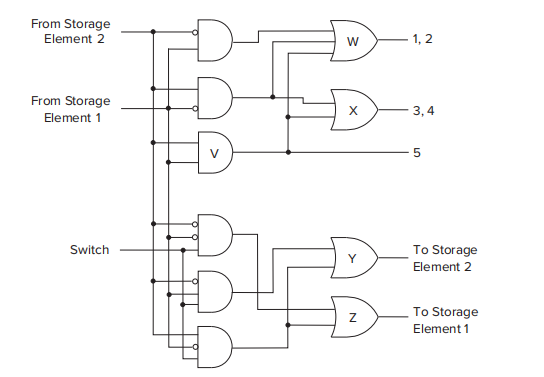 From Storage
Element 2
W
1, 2
From Storage
Element 1
X
3, 4
V
5
Switch
Y
To Storage
Element 2
Z
To Storage
Element 1